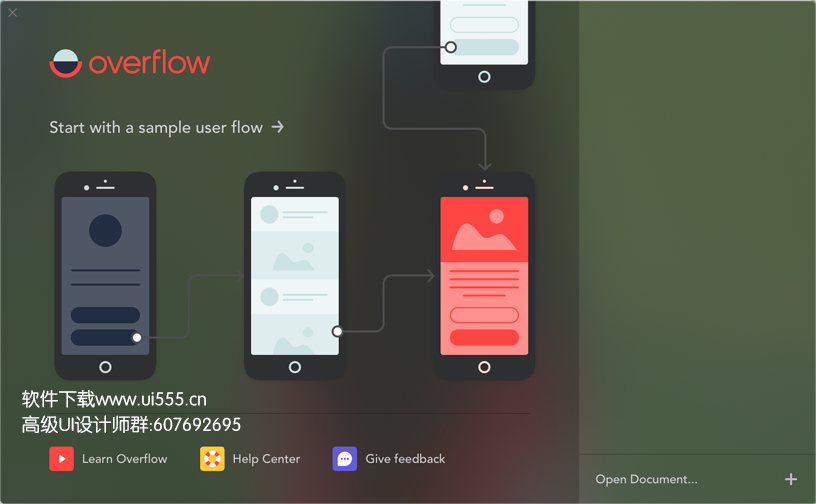 overflow
Start with a sample user flow →
软件下载www.ui555.cn
高级UI设计师群:607692695
Learn Overflow
Help Center
Give feedback
Open Document...